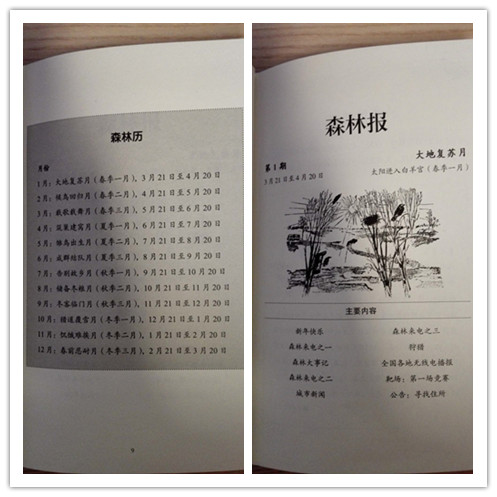 森林历
月份
1月：大地复苏月（春季一月），3月21日至4月20日
2月：候鸟回归月（春季二月），4月21日至5月20日
3月：载歌载舞月（春季三月），5月21日至6月20日
4月：筑巢建窝月（夏季一月），6月21日至7月20日
5月：雏鸟出生月（夏季二月），7月21日至8月20日
6月：成群结队月（夏季三月），8月21日至9月20日
7月：告别故乡月（秋季一月），9月21日至10月20日
8月：储备冬粮月（秋季二月），10月21日至11月20日
9月：冬客临门月（秋季三月），11月21日至12月20日
10月：（冬季一月），12月21日至1月20日
11月：饥饿难挨月（冬季二月），1月21日至2月20日
12月：春前忍耐月（冬季三月），2月21日至3月20日
9
森林报
第1期
3月21日至4月20日
大地复苏月
太阳进入白羊宫（春季一月）
主要内容
新年快乐
森林来电之一
森林大事记
森林来电之二
城市新闻
森林来电之三
狩猎
全国各地无线电播报
靶场：第一场竞赛
公告：寻找住所